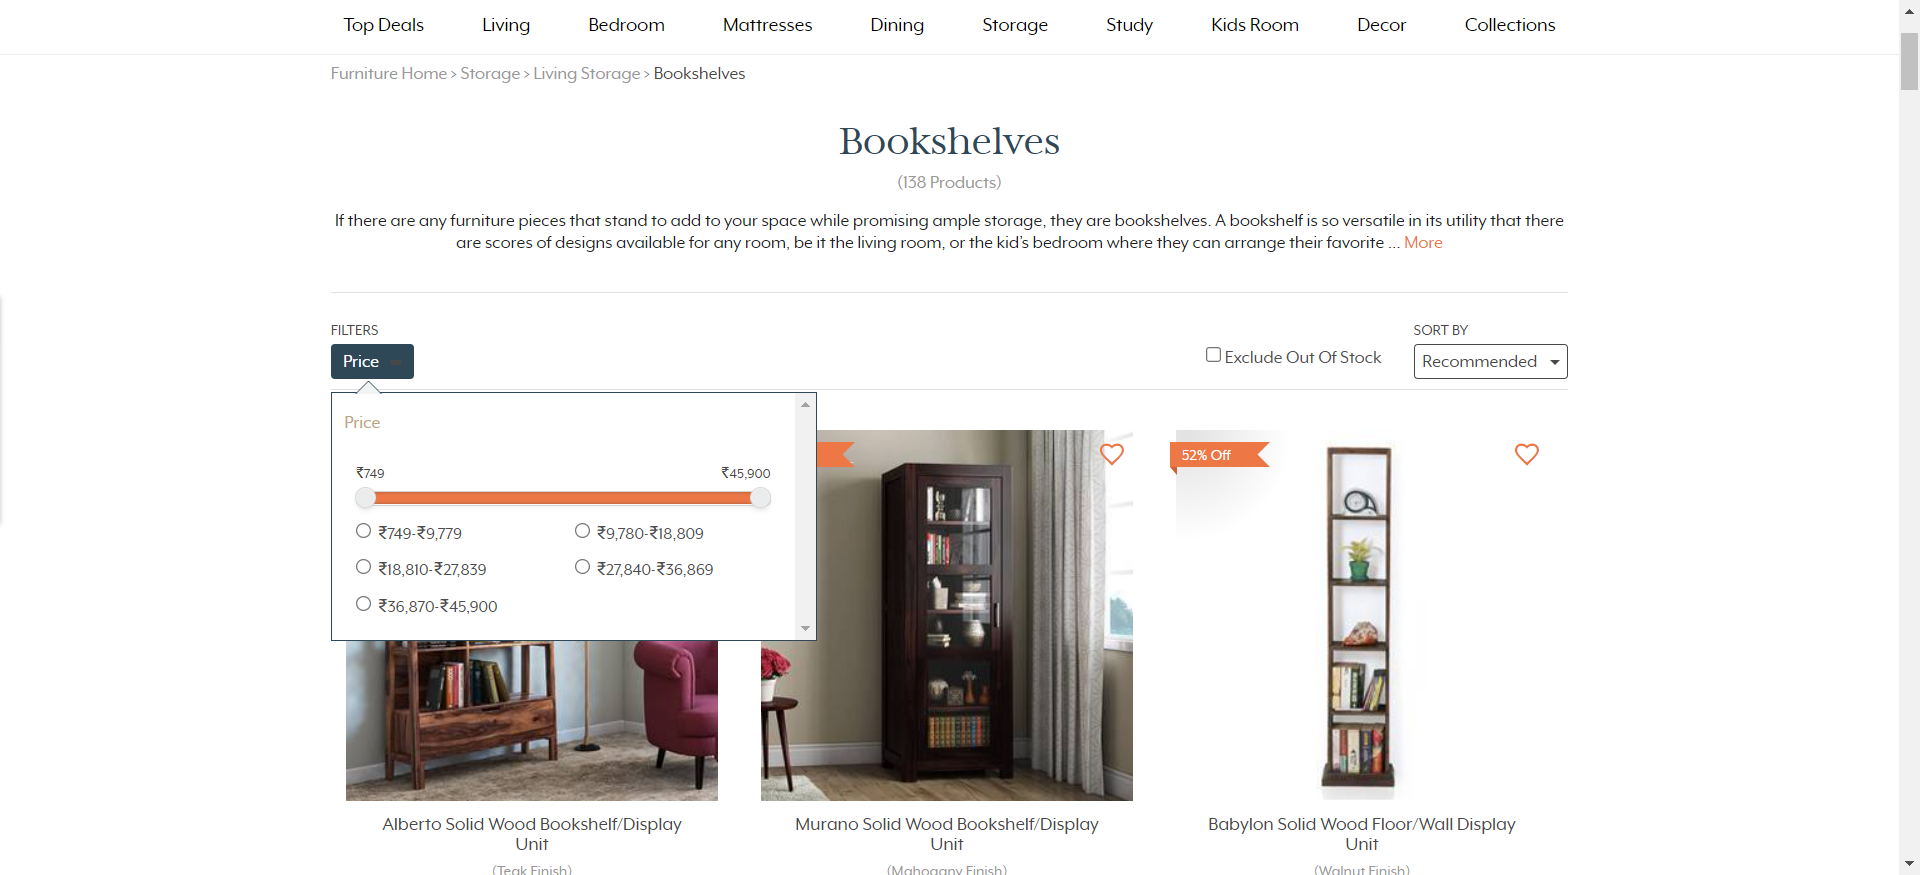 Top Deals Living Bedroom Mattresses Dining Storage Study Kids Room Decor Collections
Furniture Home > Storage > Living Storage > Bookshelves
Bookshelves
(138 Products)
If there are any furniture pieces that stand to add to your space while promising ample storage, they are bookshelves. A bookshelf is so versatile in its utility that there
are scores of designs available for any room, be it the living room, or the kid's bedroom where they can arrange their favorite ... More
FILTERS
Price
Exclude Out Of Stock
SORT BY
Recommended
Price
₹749 ₹45,900
₹749-₹9,779 ₹9,780-₹18,809
₹18,810-₹27,839 ₹27,840-₹36,869
₹36,870-₹45,900
52% Off
Alberto Solid Wood Bookshelf/Display
Unit
(Teak Finish)
Murano Solid Wood Bookshelf/Display
Unit
(Mahogany Finish)
Babylon Solid Wood Floor/Wall Display
Unit
(Walnut Finish)